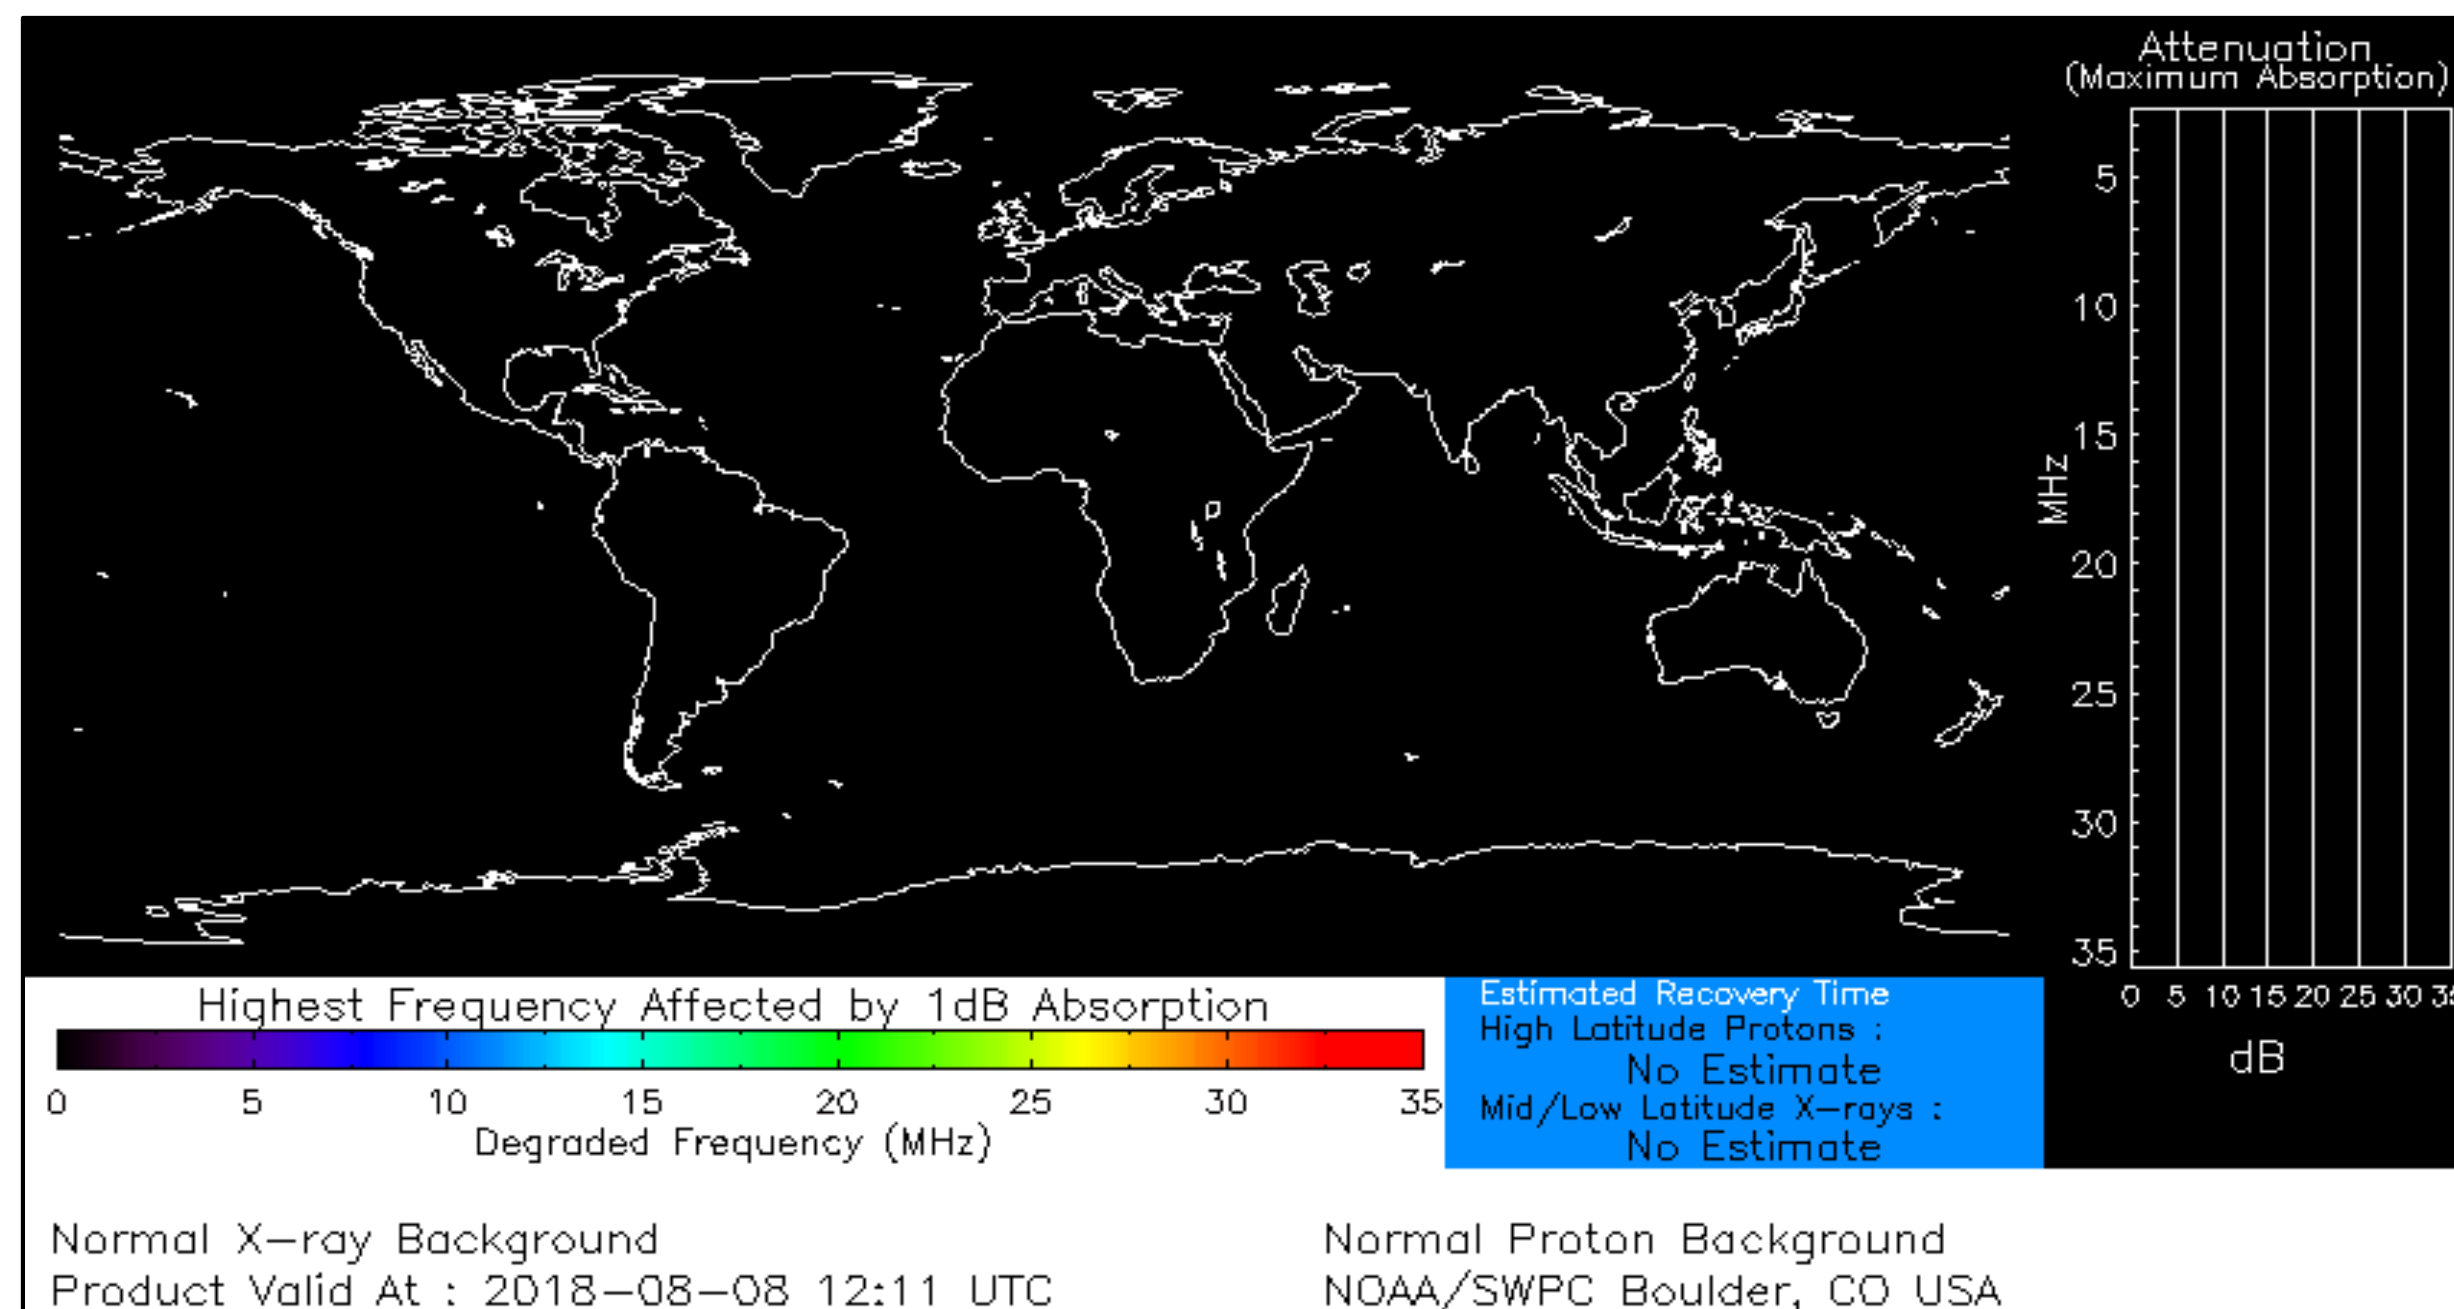 Attenuation
(Maximum Absorption)
5
10
15
20
25
30
35
MHz
0 5 10 15 20 25 30
dB
Highest Frequency Affected by 1dB Absorption
0 5 10 15 20 25 30 35
Degraded Frequency (MHz)
Estimated Recovery Time
High Latitude Protons :
No Estimate
Mid/Low Latitude X-rays :
No Estimate
Normal X-ray Background
Product Valid At : 2018-08-08 12:11 UTC
Normal Proton Background
NOAA/SWPC Boulder, CO USA